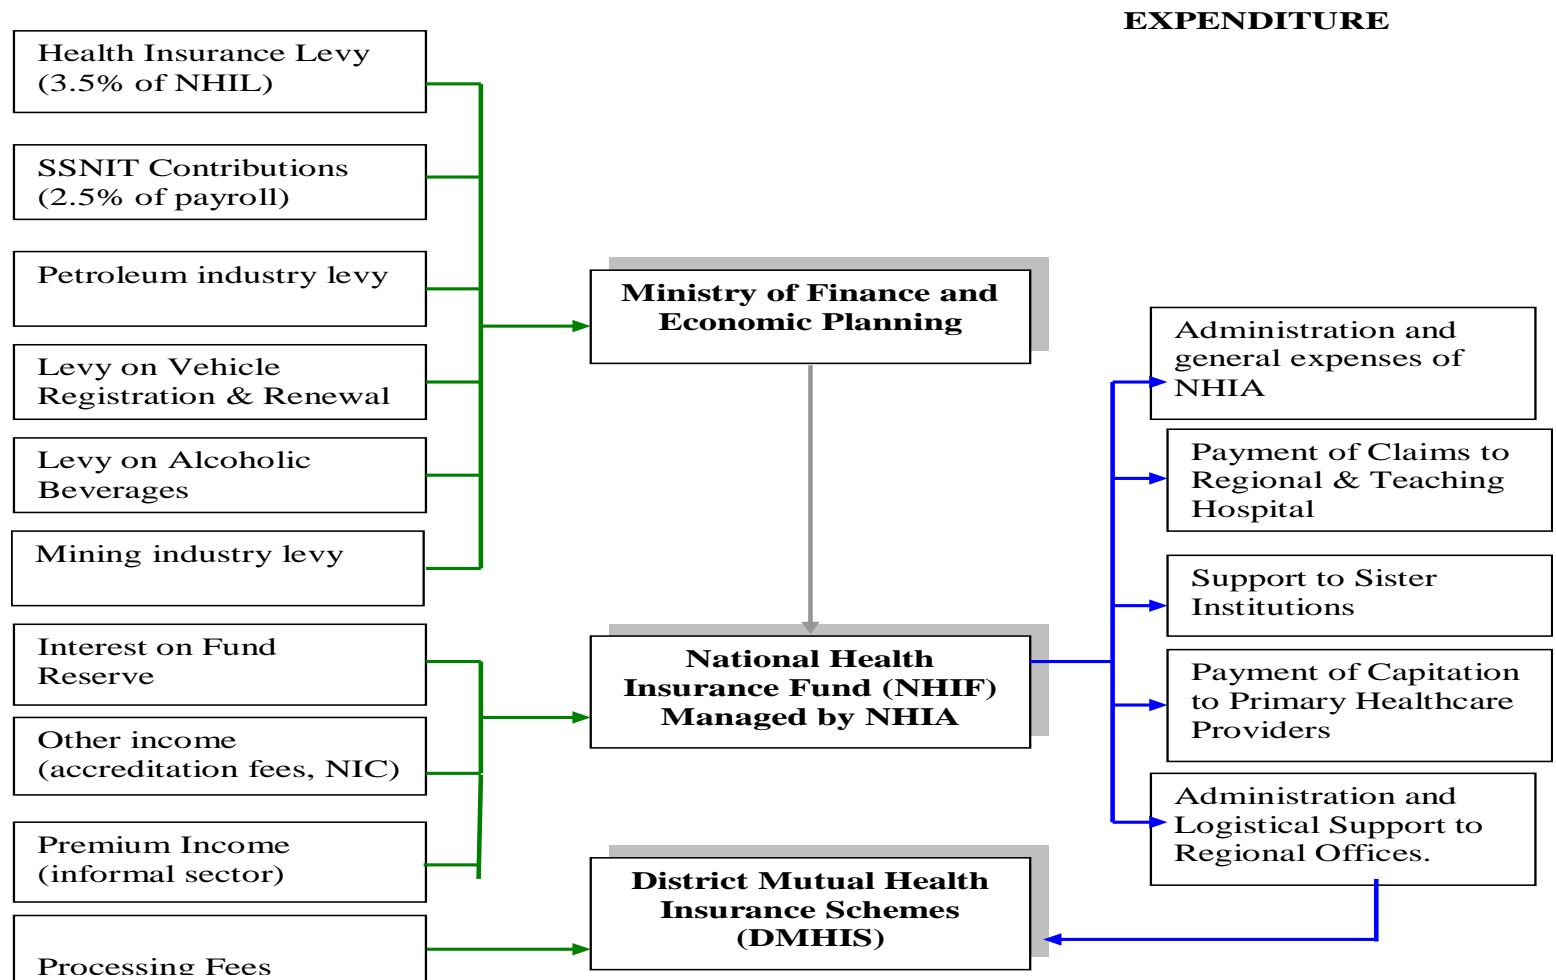 EXPENDITURE
Health Insurance Levy
(3.5% of NHIL)
SSNIT Contributions
(2.5% of payroll)
Petroleum industry levy
Levy on Vehicle
Registration & Renewal
Levy on Alcoholic
Beverages
Mining industry levy
Interest on Fund
Reserve
Other income
(accreditation fees, NIC)
Premium Income
(informal sector)
Processing Fees
Ministry of Finance and
Economic Planning
National Health
Insurance Fund (NHIF)
Managed by NHIA
District Mutual Health
Insurance Schemes
(DMHIS)
Administration and
general expenses of
NHIA
Payment of Claims to
Regional & Teaching
Hospital
Support to Sister
Institutions
Payment of Capitation
to Primary Healthcare
Providers
Administration and
Logistical Support to
Regional Offices.